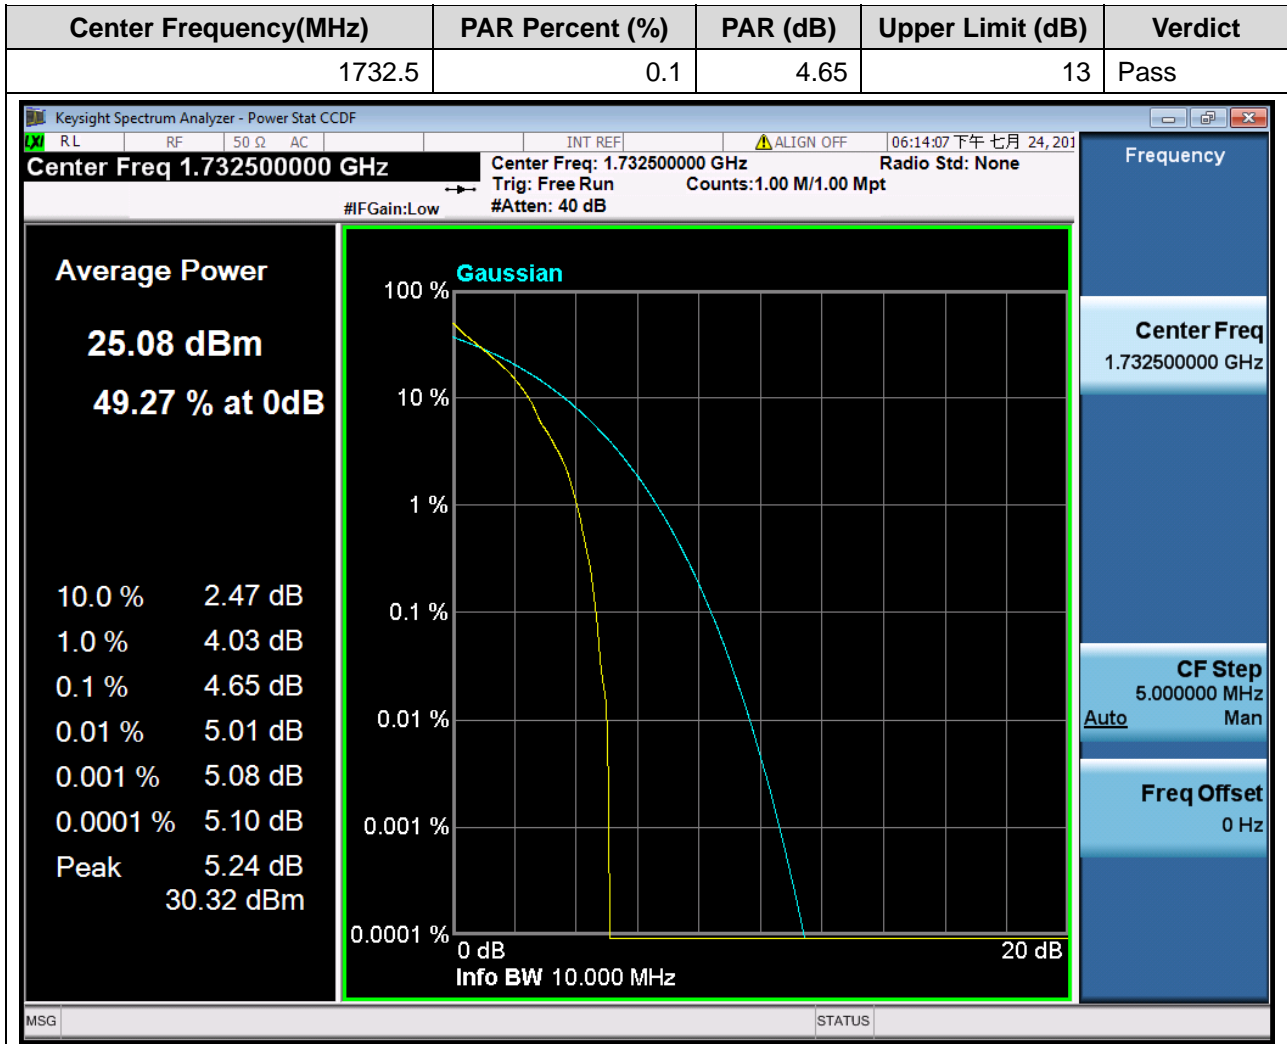 Center Frequency(MHz) PAR Percent (%) PAR (dB) Upper Limit (dB) Verdict
1732.5 0.1 4.65 13 Pass
Keysight Spectrum Analyzer - Power Stat CCDF
LXI RL RF 50 Ω AC INT REF ALIGN OFF 06:14:07 下午 七月 24, 201
Center Freq 1.732500000 GHz
Center Freq: 1.732500000 GHz Radio Std: None
Trig: Free Run Counts:1.00 M/1.00 Mpt
#IFGain:Low #Atten: 40 dB
Frequency
Average Power
25.08 dBm
49.27 % at 0dB
10.0 % 2.47 dB
1.0 % 4.03 dB
0.1 % 4.65 dB
0.01 % 5.01 dB
0.001 % 5.08 dB
0.0001 % 5.10 dB
Peak 5.24 dB
30.32 dBm
Gaussian
100 %
10 %
1 %
0.1 %
0.01 %
0.001 %
0.0001 %
0 dB 20 dB
Info BW 10.000 MHz
Center Freq
1.732500000 GHz
CF Step
5.000000 MHz
Auto Man
Freq Offset
0 Hz
MSG STATUS